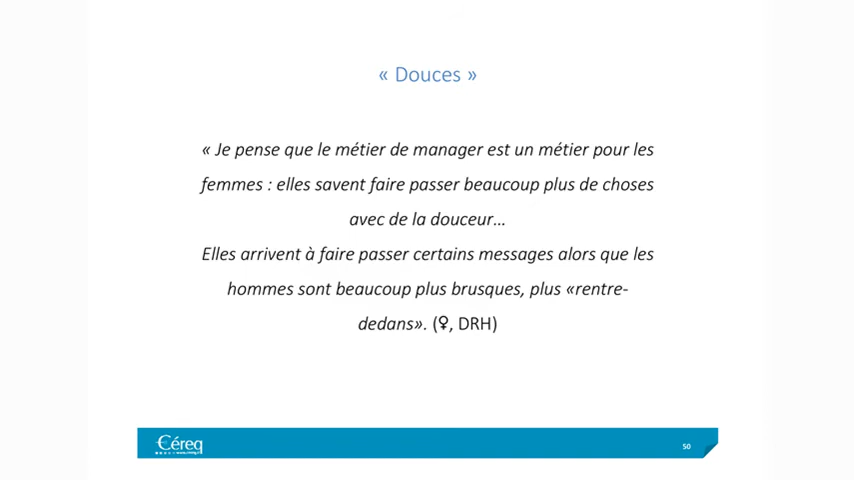 « Douces »
« Je pense que le métier de manager est un métier pour les
femmes : elles savent faire passer beaucoup plus de choses
avec de la douceur…
Elles arrivent à faire passer certains messages alors que les
hommes sont beaucoup plus brusques, plus «rentre-
dedans». (♀, DRH)
Céreq
50